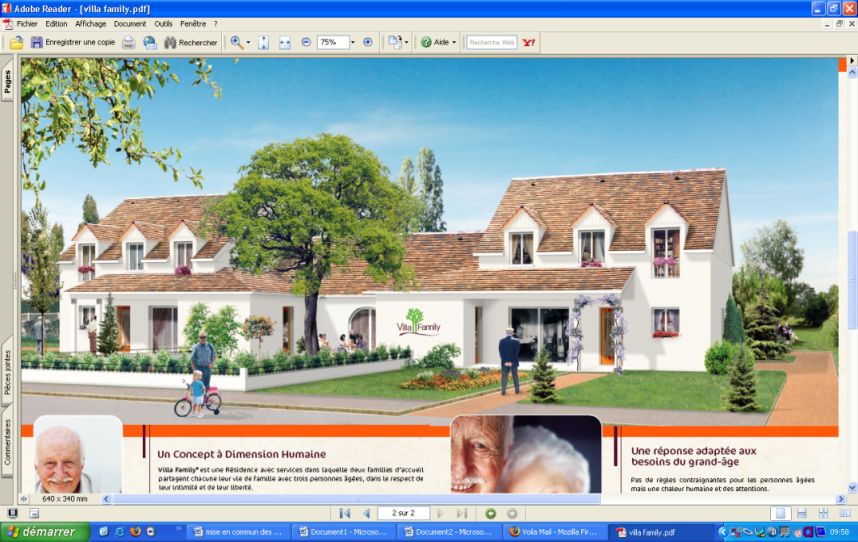 Adobe Reader - [villa family.pdf]
Fichier Edition Affichage Document Outils Fenêtre ?
Enregistrer une copie Rechercher 75% Aide Recherche Web Y!
Pages
Pièces jointes
Commentaires
Villa Family
Un Concept à Dimension Humaine
Villa Family® est une Résidence avec services dans laquelle deux familles d'accueil
partagent chacune leur vie de famille avec trois personnes âgées, dans le respect de
leur intimité et de leur liberté.
Une réponse adaptée aux
besoins du grand-âge
Pas de règles contraignantes pour les personnes âgées
mais une chaleur humaine et des attentions.
640 x 340 mm
2 sur 2
démarrer
mise en commun des ...
Document1 - Microso...
Document2 - Microso...
Voila Mail - Mozilla Fir...
villa family.pdf
09:58